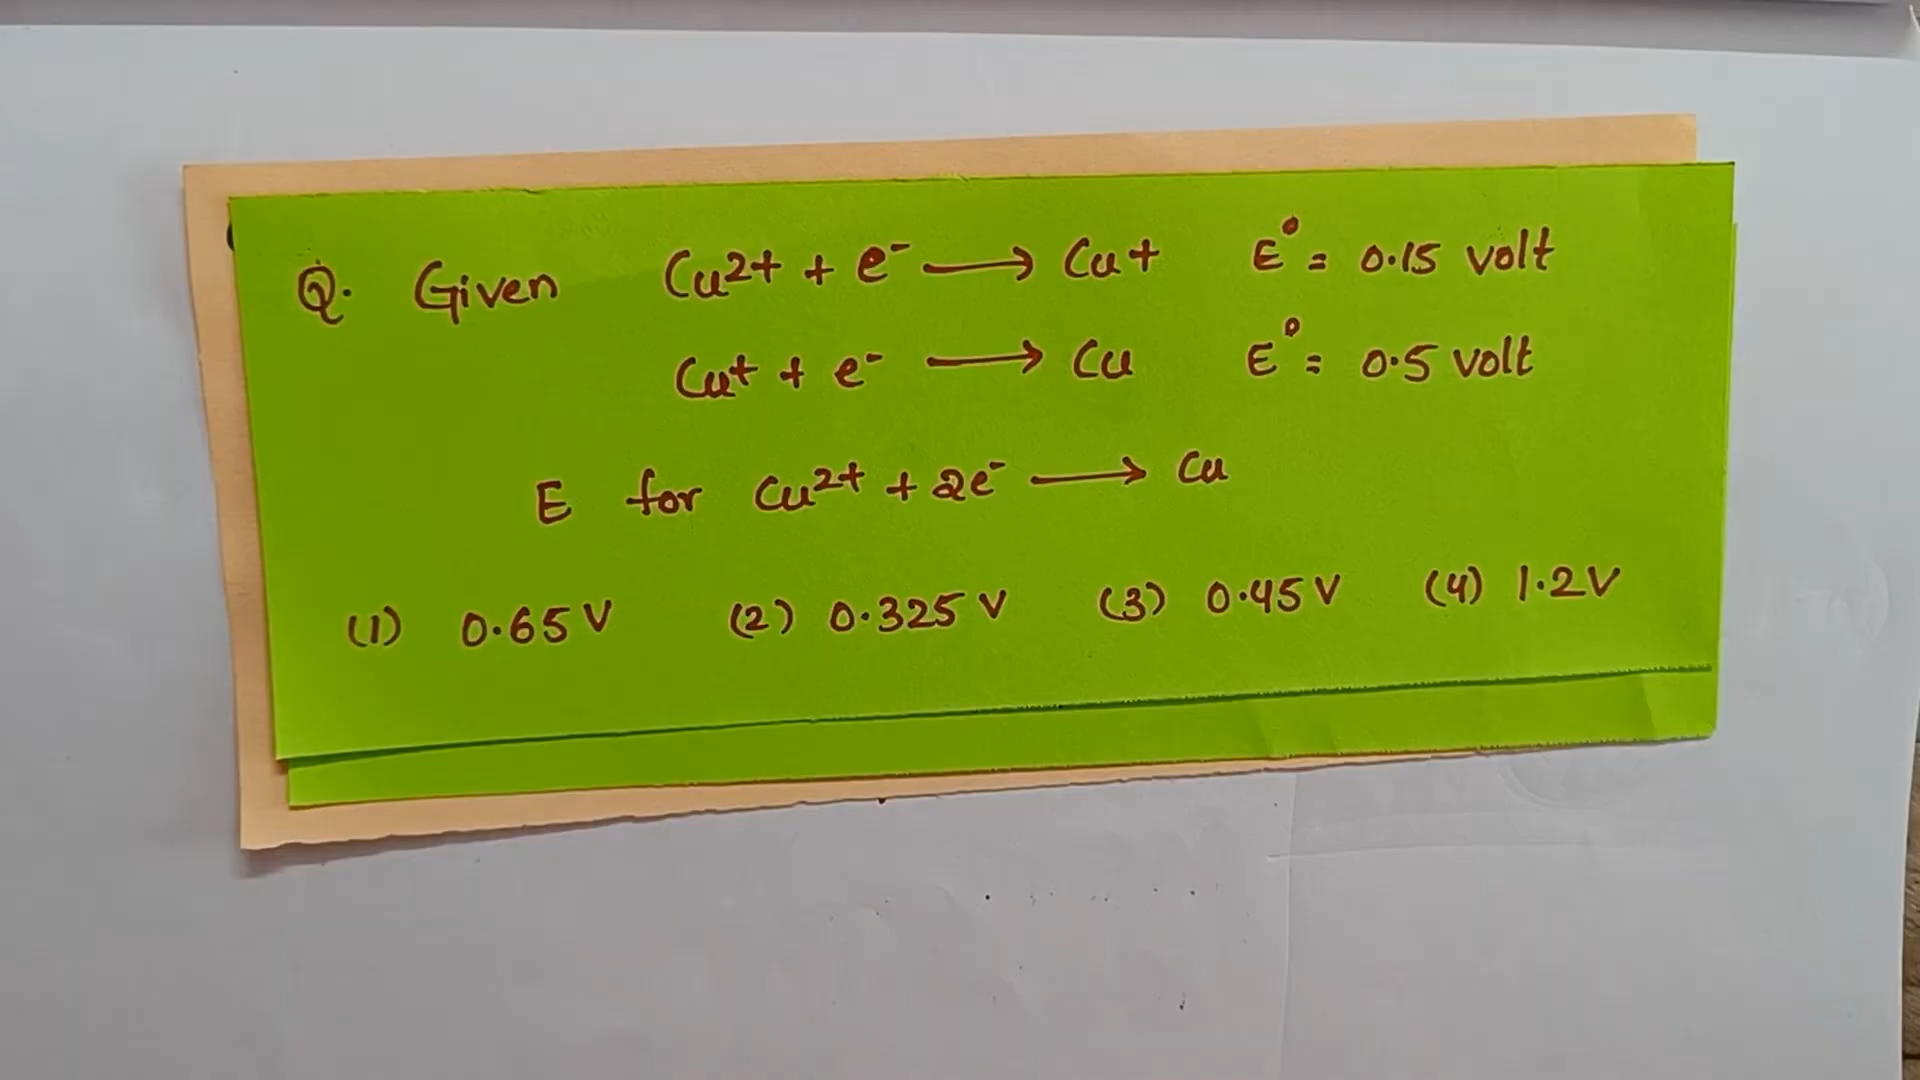 Q. Given Cu2+ + e- → Cu+ E° = 0.15 volt
Cu+ + e- → Cu E° = 0.5 volt
E for Cu2+ + 2e- → Cu
(1) 0.65 V (2) 0.325 V (3) 0.45 V (4) 1.2 V